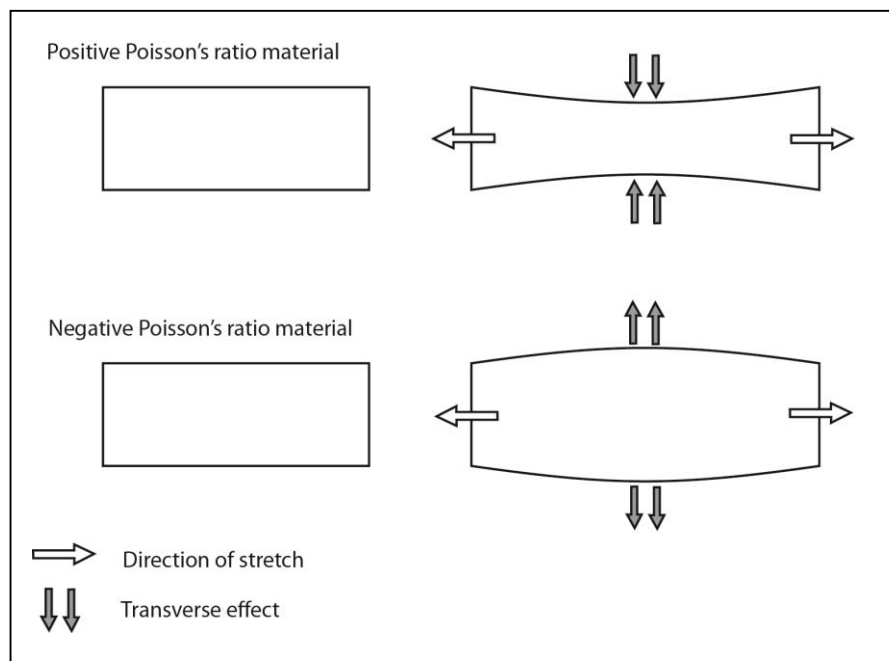 Positive Poisson's ratio material
Negative Poisson's ratio material
Direction of stretch
Transverse effect